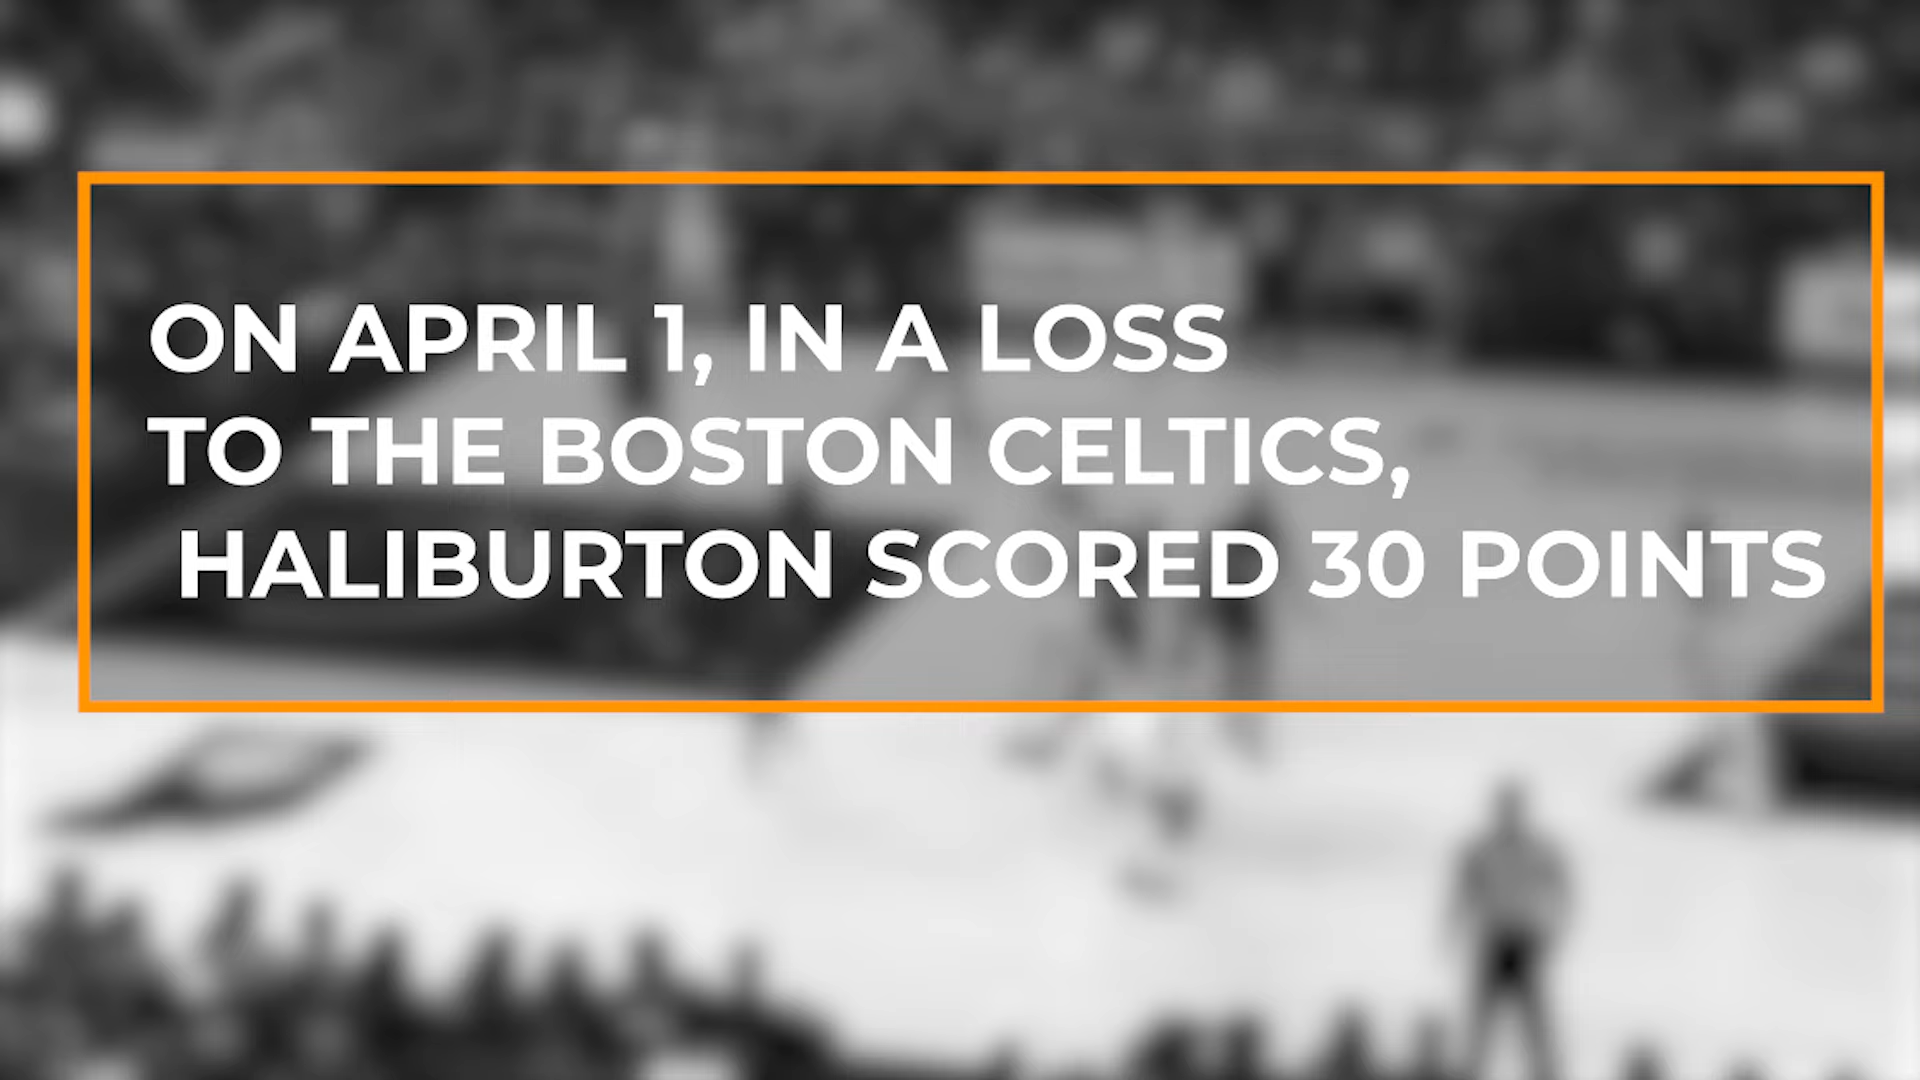 ON APRIL 1, IN A LOSS
TO THE BOSTON CELTICS,
HALIBURTON SCORED 30 POINTS